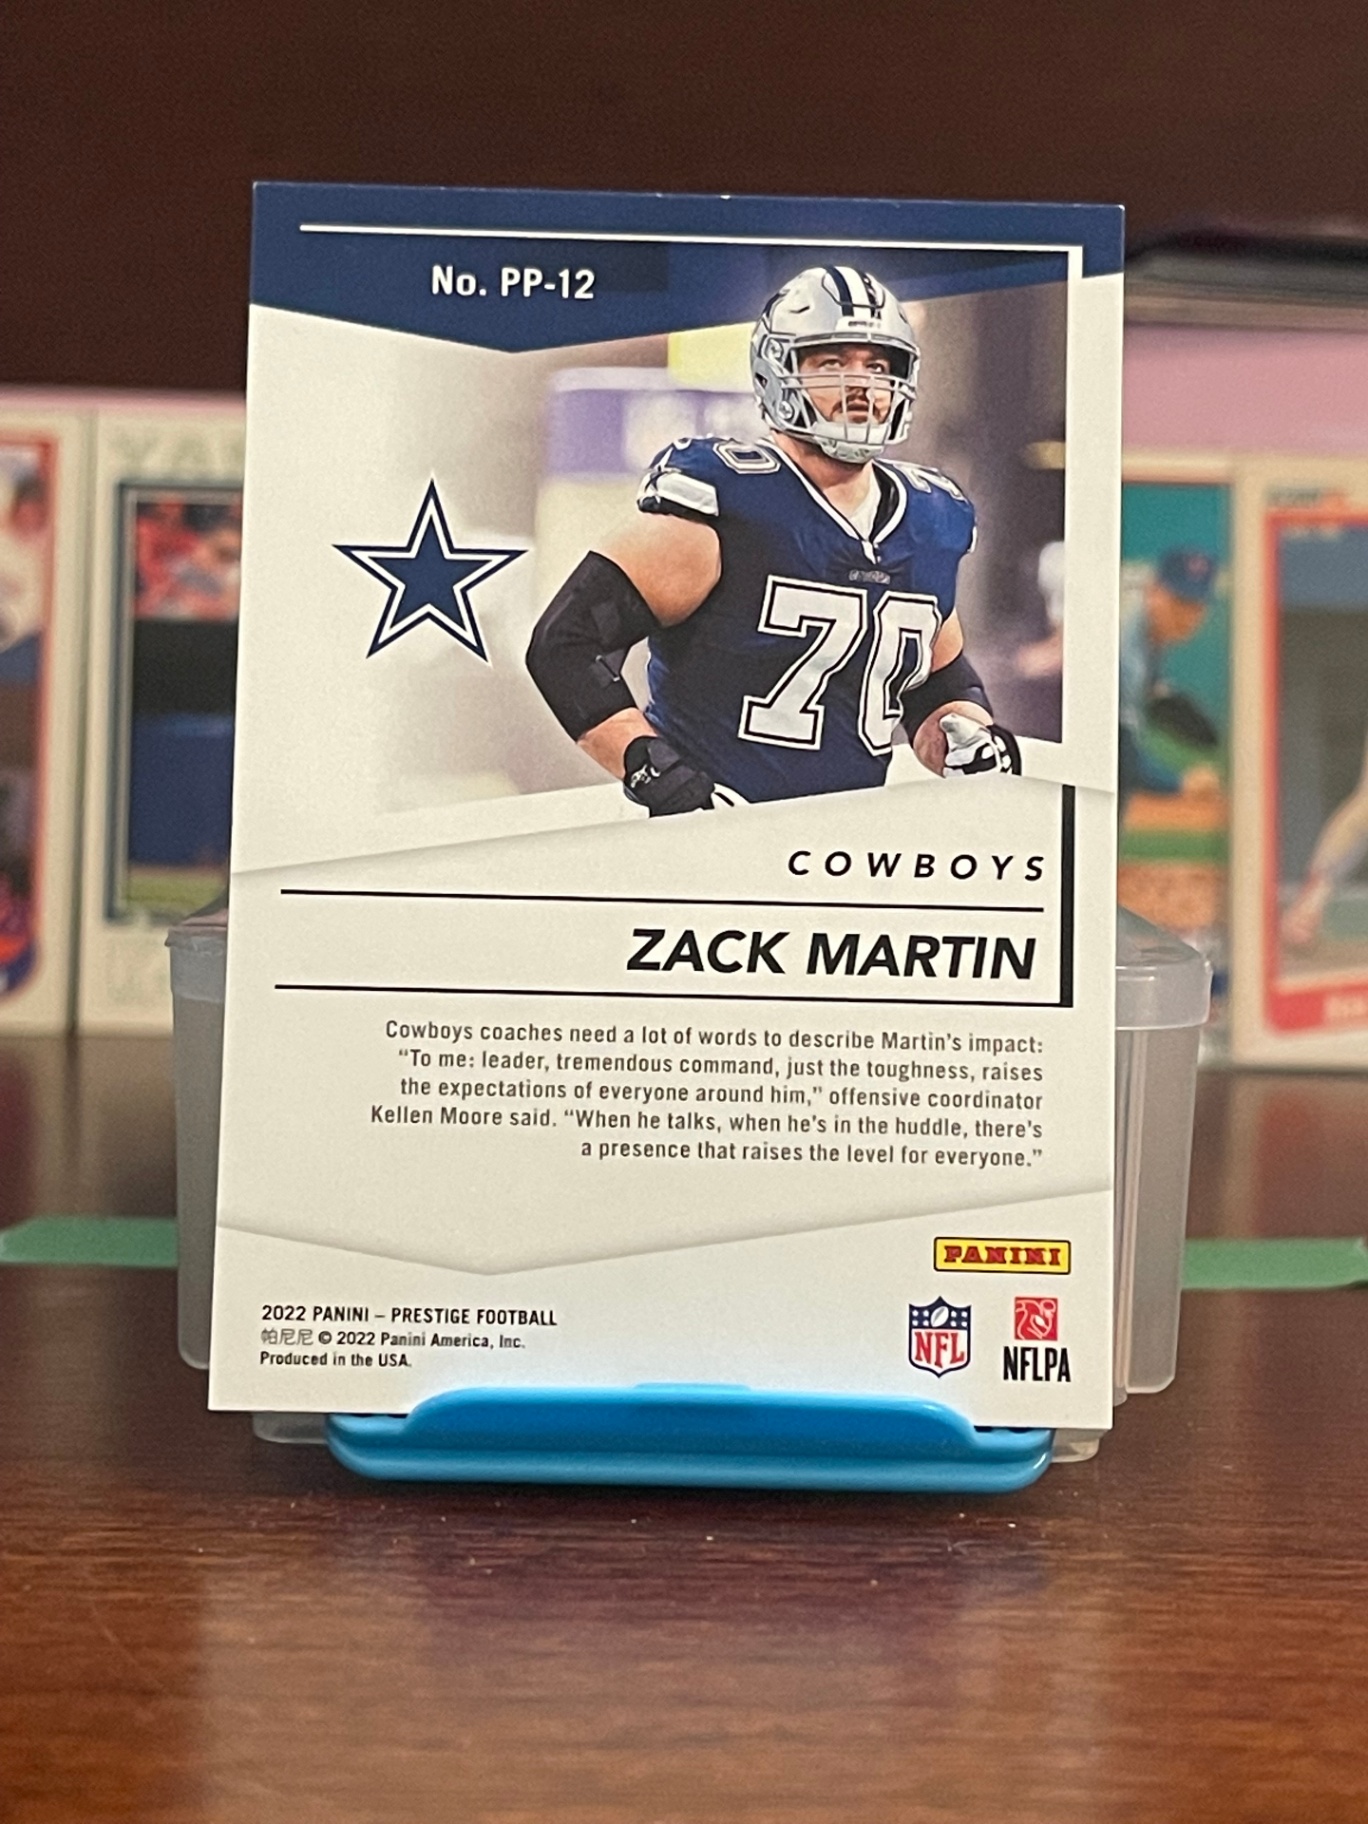 No. PP-12
70
COWBOYS
ZACK MARTIN
Cowboys coaches need a lot of words to describe Martin's impact:
“To me: leader, tremendous command, just the toughness, raises
the expectations of everyone around him,” offensive coordinator
Kellen Moore said. “When he talks, when he's in the huddle, there's
a presence that raises the level for everyone.”
PANINI
2022 PANINI – PRESTIGE FOOTBALL
帕尼尼 © 2022 Panini America, Inc.
Produced in the USA.
NFL
NFLPA